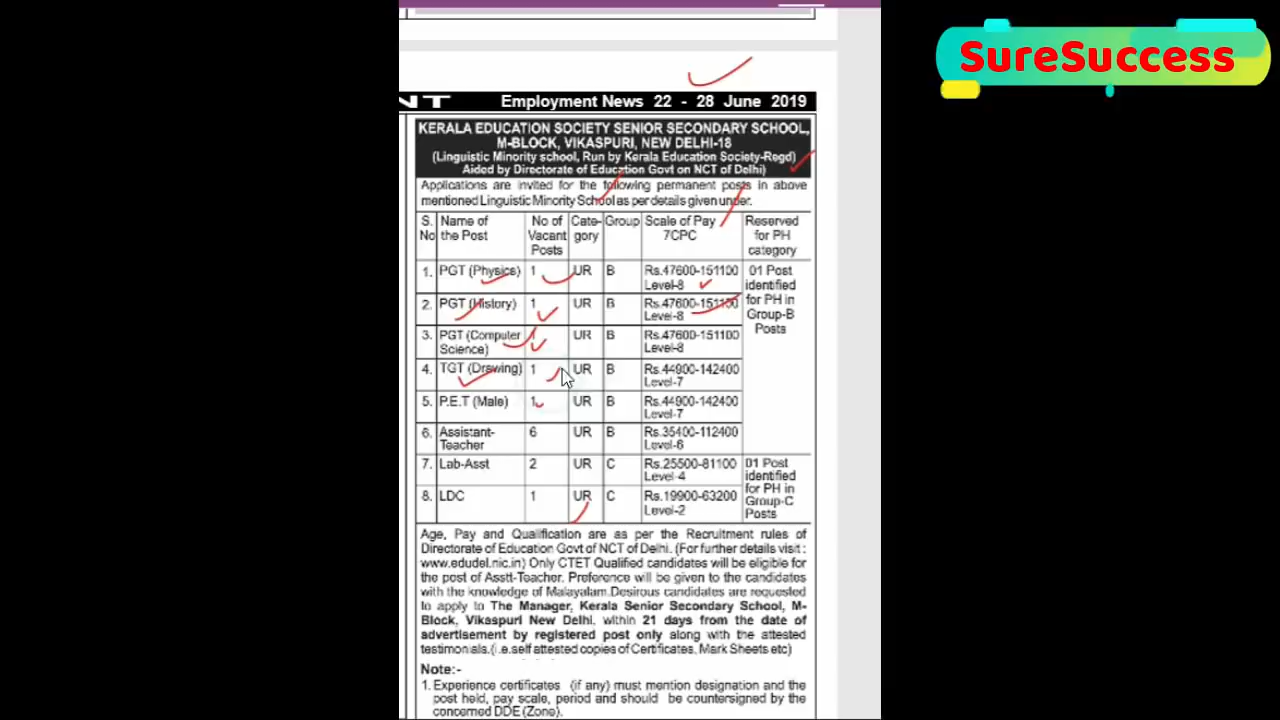 SureSuccess
NT Employment News 22 - 28 June 2019
KERALA EDUCATION SOCIETY SENIOR SECONDARY SCHOOL,
M-BLOCK, VIKASPURI, NEW DELHI-18
(Linguistic Minority school, Run by Kerala Education Society-Regd)
Aided by Directorate of Education Govt on NCT of Delhi)
Applications are invited for the following permanent posts in above
mentioned Linguistic Minority School as per details given under.
S. No Name of the Post No of Vacant Posts Cate-gory Group Scale of Pay 7CPC Reserved for PH category
1. PGT (Physics) 1 UR B Rs.47600-151100 Level-8 01 Post identified for PH in Group-B Posts
2. PGT (History) 1 UR B Rs.47600-151100 Level-8
3. PGT (Computer Science) 1 UR B Rs.47600-151100 Level-8
4. TGT (Drawing) 1 UR B Rs.44900-142400 Level-7
5. P.E.T (Male) 1 UR B Rs.44900-142400 Level-7
6. Assistant-Teacher 6 UR B Rs.35400-112400 Level-6
7. Lab-Asst 2 UR C Rs.25500-81100 Level-4 01 Post identified for PH in Group-C Posts
8. LDC 1 UR C Rs.19900-63200 Level-2
Age, Pay and Qualification are as per the Recruitment rules of
Directorate of Education Govt of NCT of Delhi. (For further details visit :
www.edudel.nic.in) Only CTET Qualified candidates will be eligible for
the post of Asstt-Teacher. Preference will be given to the candidates
with the knowledge of Malayalam.Desirous candidates are requested
to apply to The Manager, Kerala Senior Secondary School, M-
Block, Vikaspuri New Delhi, within 21 days from the date of
advertisement by registered post only along with the attested
testimonials.(i.e.self attested copies of Certificates, Mark Sheets etc)
Note:-
1. Experience certificates (if any) must mention designation and the
post held, pay scale, period and should be countersigned by the
concerned DDE (Zone).